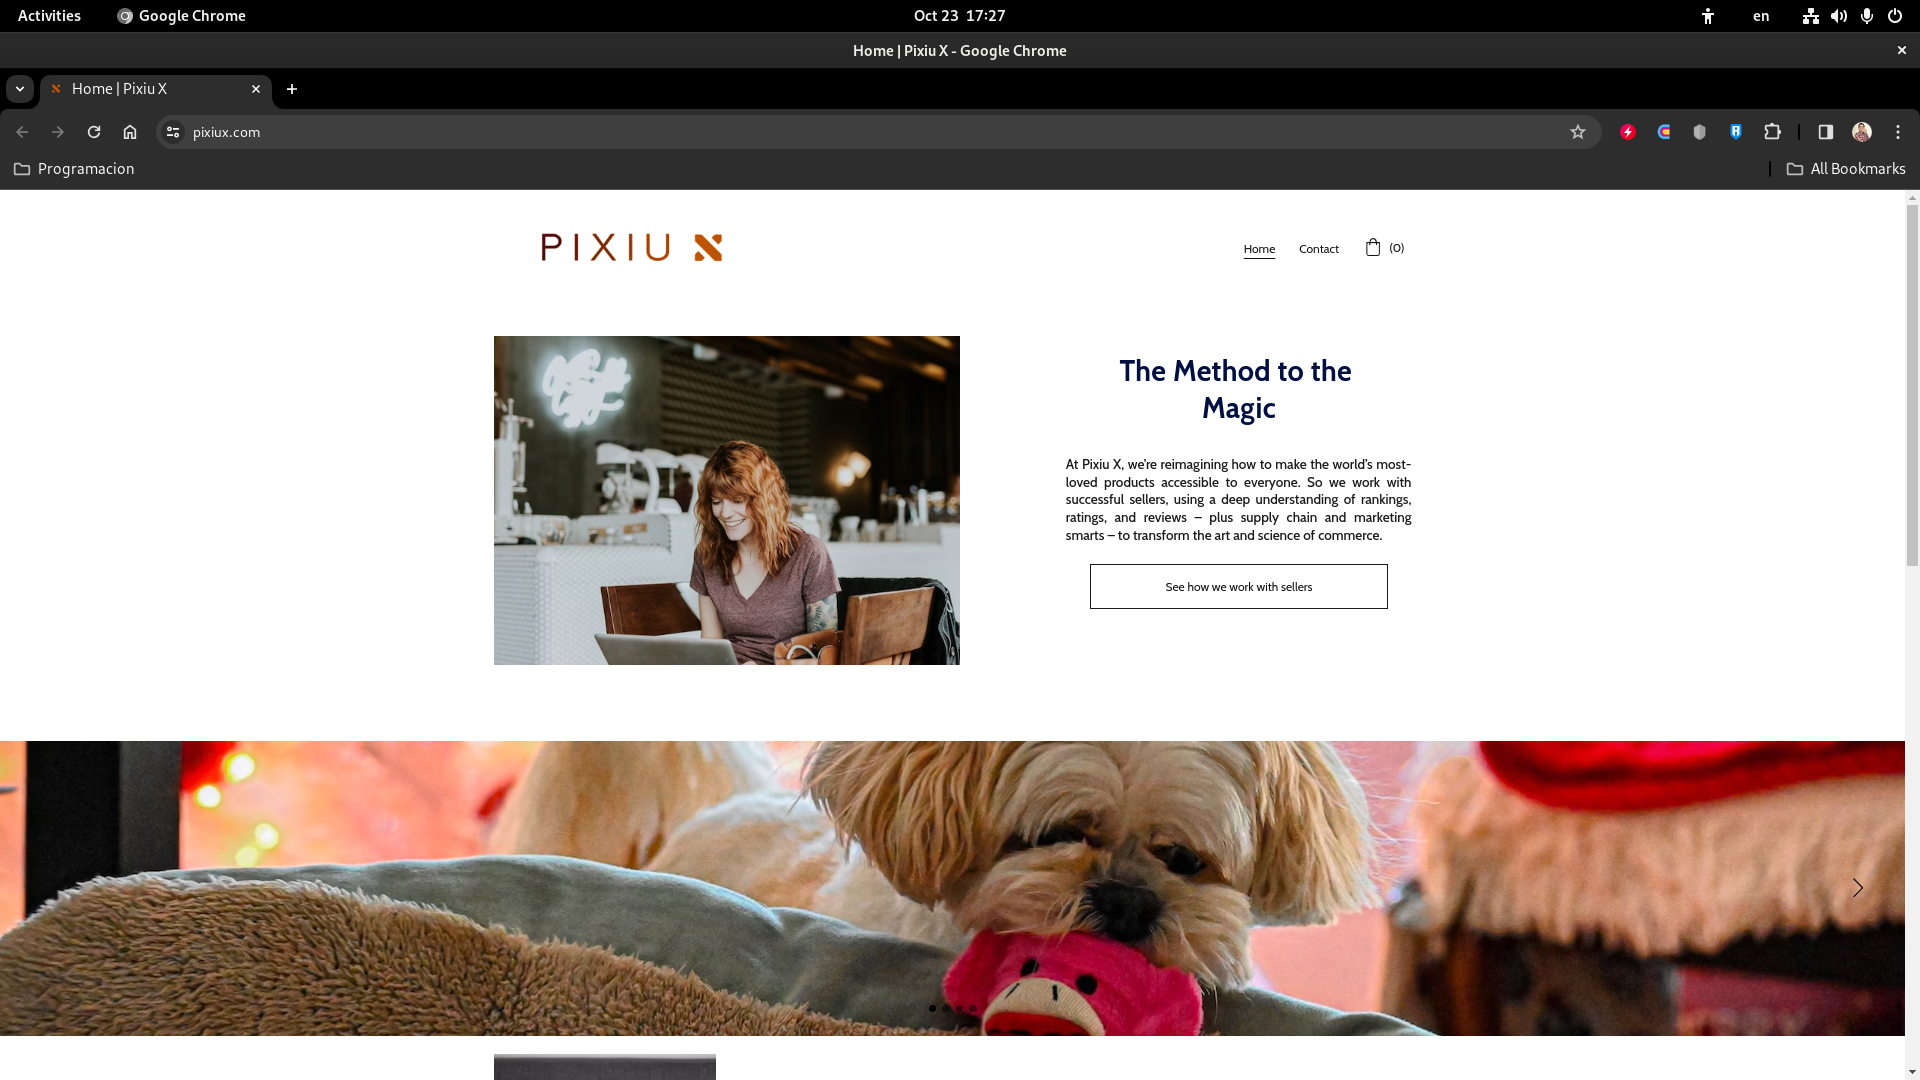 Activities
Google Chrome
Oct 23 17:27
en
Home | Pixiu X - Google Chrome
Home | Pixiu X
pixiux.com
Programacion
All Bookmarks
PIXIU X
Home
Contact
(0)
The Method to the
Magic
At Pixiu X, we're reimagining how to make the world's most-
loved products accessible to everyone. So we work with
successful sellers, using a deep understanding of rankings,
ratings, and reviews – plus supply chain and marketing
smarts – to transform the art and science of commerce.
See how we work with sellers